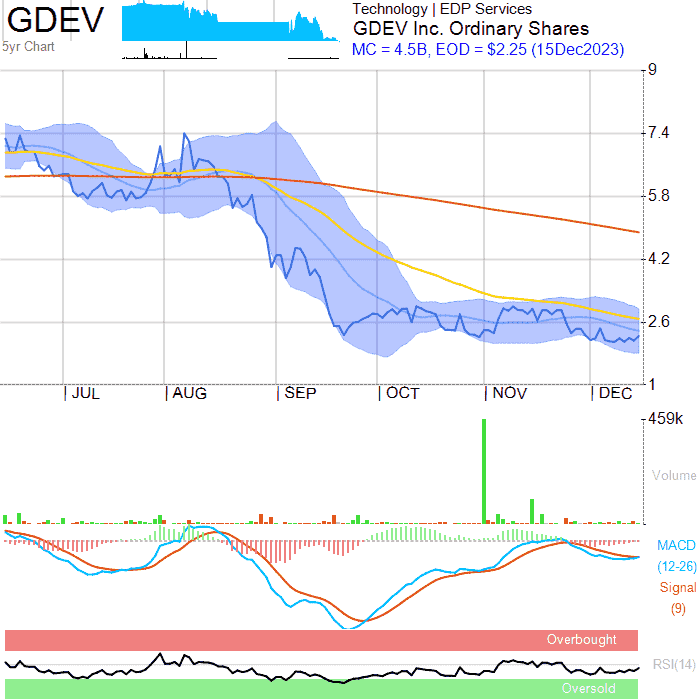 GDEV
5yr Chart
Technology | EDP Services
GDEV Inc. Ordinary Shares
MC = 4.5B, EOD = $2.25 (15Dec2023)
9
7.4
5.8
4.2
2.6
1
| JUL | AUG | SEP | OCT | NOV | DEC
459k
Volume
MACD
(12-26)
Signal
(9)
Overbought
RSI(14)
Oversold